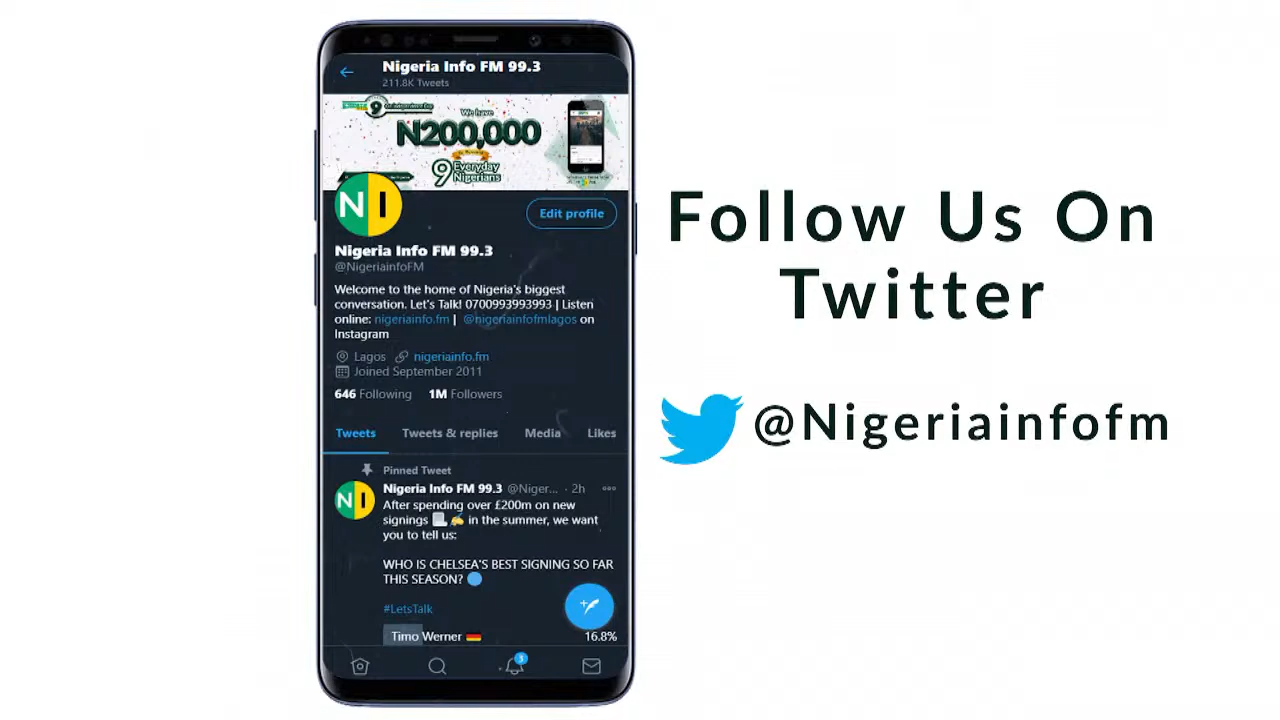 Nigeria Info FM 99.3
211.8K Tweets
We have
N200,000
9 Everyday
Nigerians
NI
Edit profile
Nigeria Info FM 99.3
@NigeriainfoFM
Welcome to the home of Nigeria's biggest
conversation. Let's Talk! 0700993993993 | Listen
online: nigeriainfo.fm | @nigeriainfofmlagos on
Instagram
Lagos nigeriainfo.fm
Joined September 2011
646 Following 1M Followers
Tweets Tweets & replies Media Likes
Pinned Tweet
NI
Nigeria Info FM 99.3 @Niger... · 2h
After spending over £200m on new
signings 📃✍️ in the summer, we want
you to tell us:
WHO IS CHELSEA'S BEST SIGNING SO FAR
THIS SEASON? 🔵
#LetsTalk
Timo Werner 🇩🇪 16.8%
3
Follow Us On
Twitter
@Nigeriainfofm